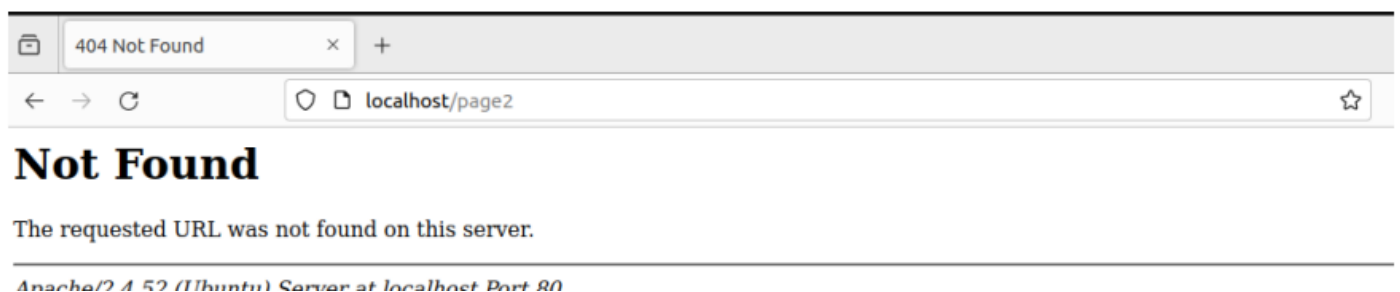 404 Not Found
localhost/page2
Not Found
The requested URL was not found on this server.
Apache/2.4.52 (Ubuntu) Server at localhost Port 80